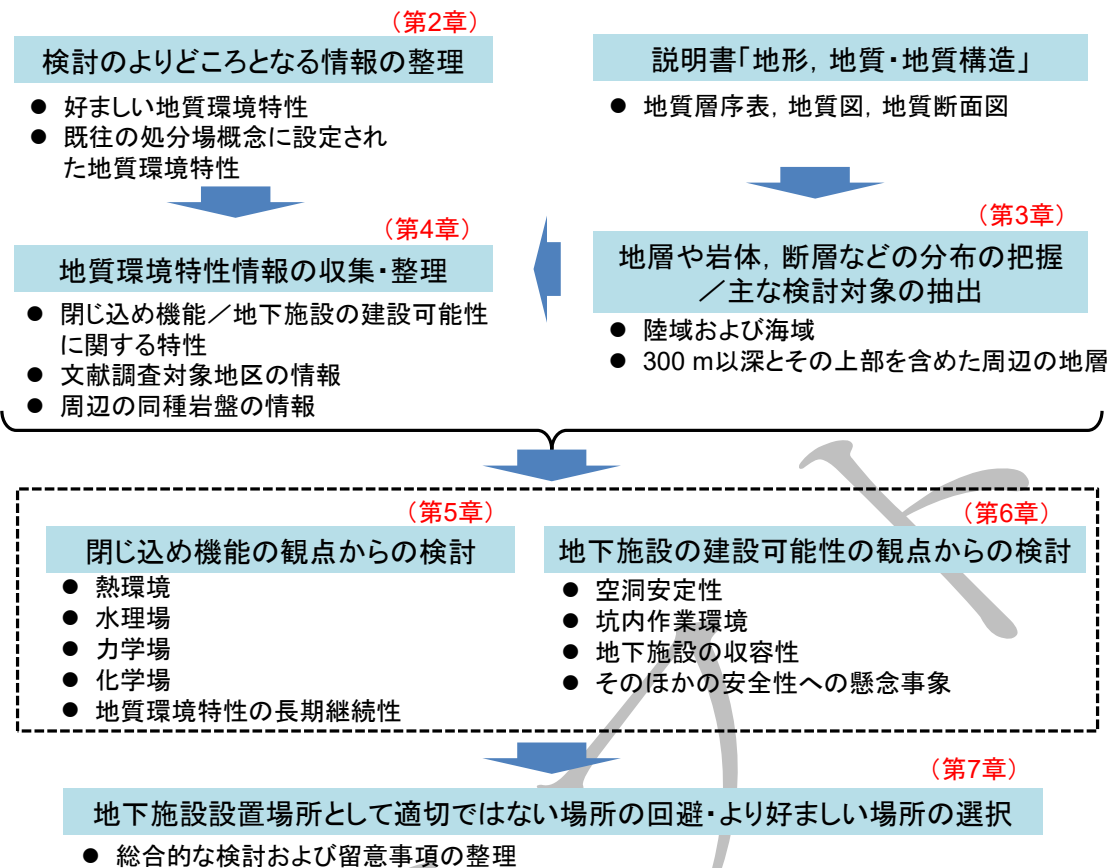 （第2章）
検討のよりどころとなる情報の整理
● 好ましい地質環境特性
● 既往の処分場概念に設定され
た地質環境特性
説明書「地形，地質・地質構造」
● 地質層序表，地質図，地質断面図
（第4章）
地質環境特性情報の収集・整理
● 閉じ込め機能／地下施設の建設可能性
に関する特性
● 文献調査対象地区の情報
● 周辺の同種岩盤の情報
（第3章）
地層や岩体，断層などの分布の把握
／主な検討対象の抽出
● 陸域および海域
● 300 m以深とその上部を含めた周辺の地層
（第5章）
閉じ込め機能の観点からの検討
● 熱環境
● 水理場
● 力学場
● 化学場
● 地質環境特性の長期継続性
（第6章）
地下施設の建設可能性の観点からの検討
● 空洞安定性
● 坑内作業環境
● 地下施設の収容性
● そのほかの安全性への懸念事象
（第7章）
地下施設設置場所として適切ではない場所の回避・より好ましい場所の選択
● 総合的な検討および留意事項の整理